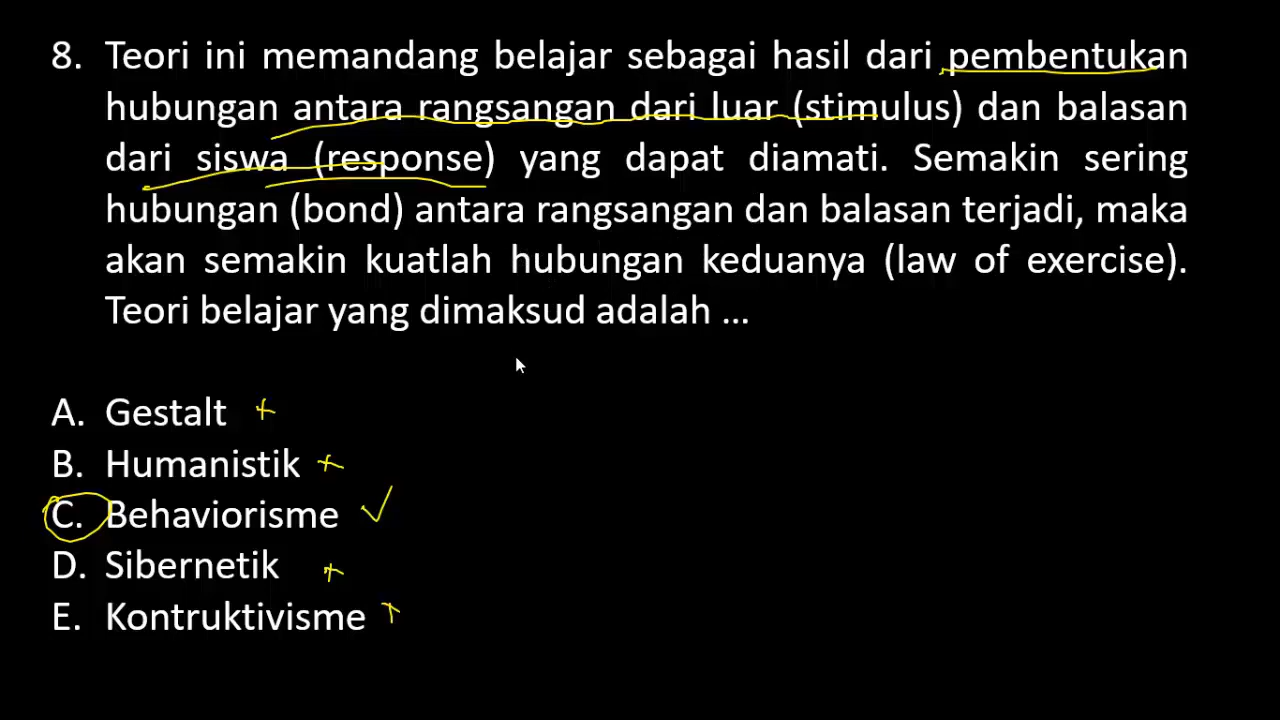 8. Teori ini memandang belajar sebagai hasil dari pembentukan
hubungan antara rangsangan dari luar (stimulus) dan balasan
dari siswa (response) yang dapat diamati. Semakin sering
hubungan (bond) antara rangsangan dan balasan terjadi, maka
akan semakin kuatlah hubungan keduanya (law of exercise).
Teori belajar yang dimaksud adalah ...
A. Gestalt
B. Humanistik
C. Behaviorisme
D. Sibernetik
E. Kontruktivisme